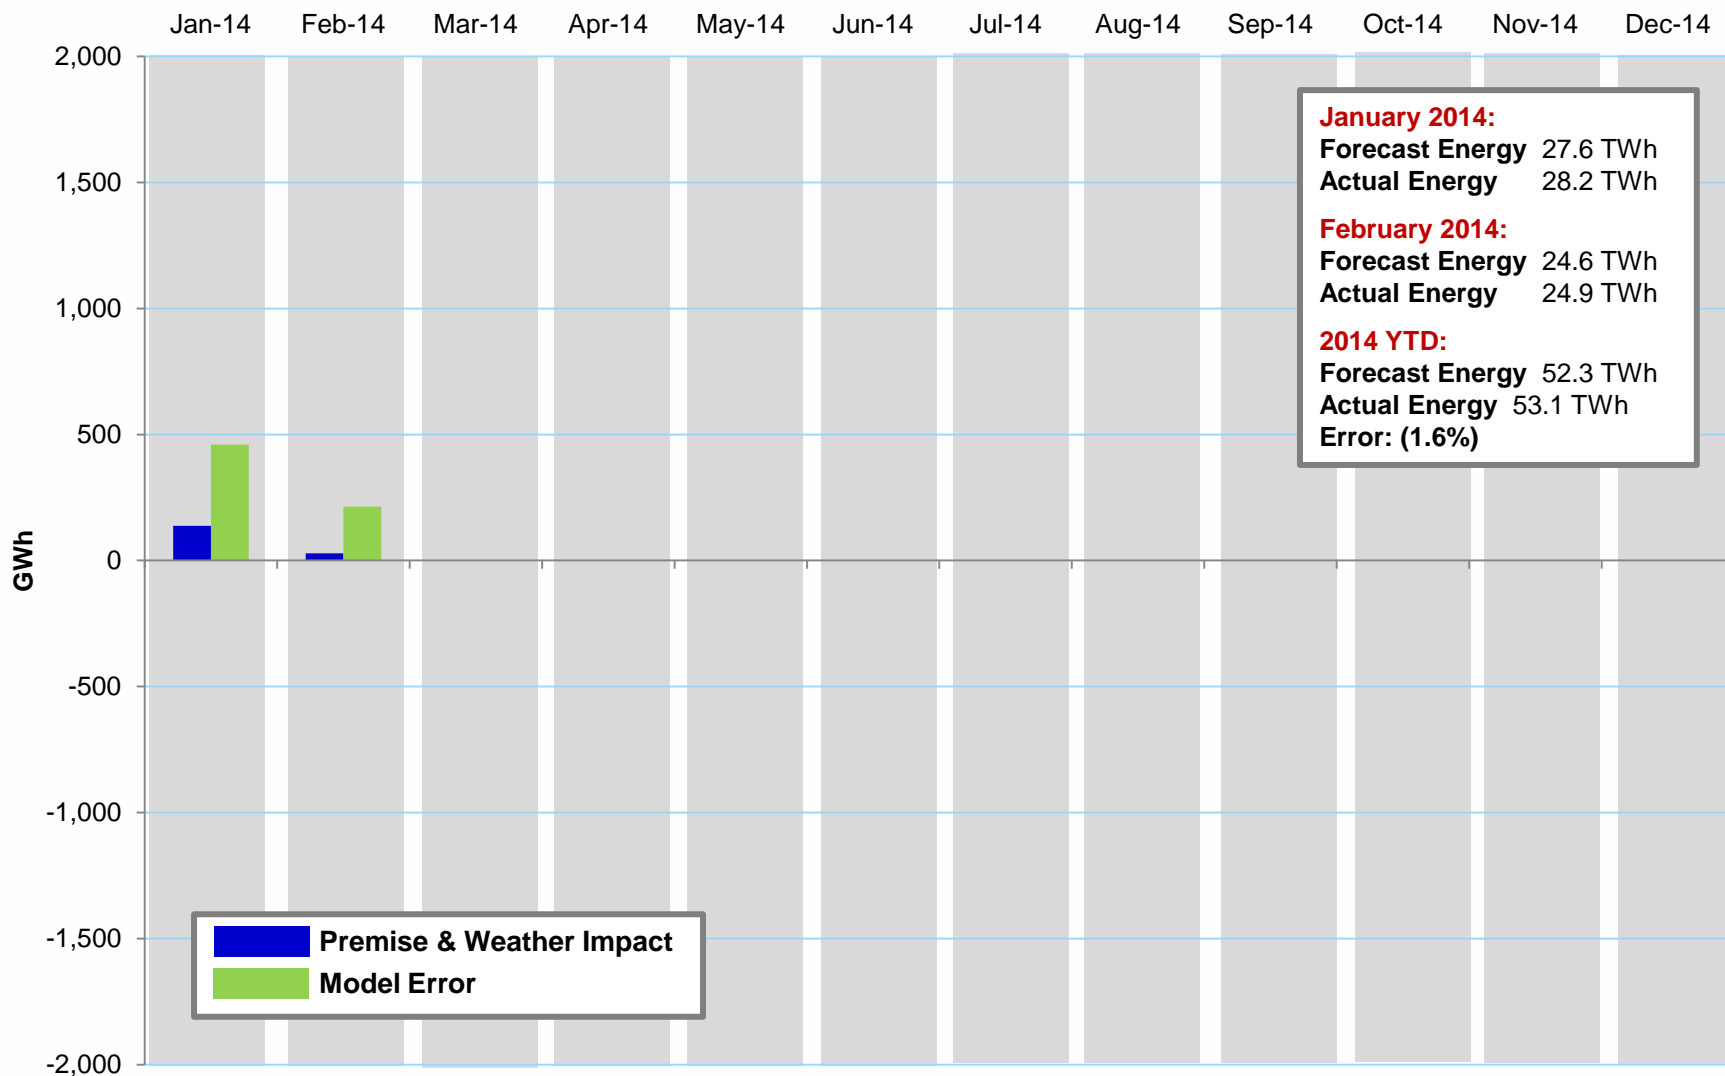 Jan-14 Feb-14 Mar-14 Apr-14 May-14 Jun-14 Jul-14 Aug-14 Sep-14 Oct-14 Nov-14 Dec-14
2,000
1,500
1,000
500
0
-500
-1,000
-1,500
-2,000
GWh
January 2014:
Forecast Energy 27.6 TWh
Actual Energy 28.2 TWh
February 2014:
Forecast Energy 24.6 TWh
Actual Energy 24.9 TWh
2014 YTD:
Forecast Energy 52.3 TWh
Actual Energy 53.1 TWh
Error: (1.6%)
Premise & Weather Impact
Model Error